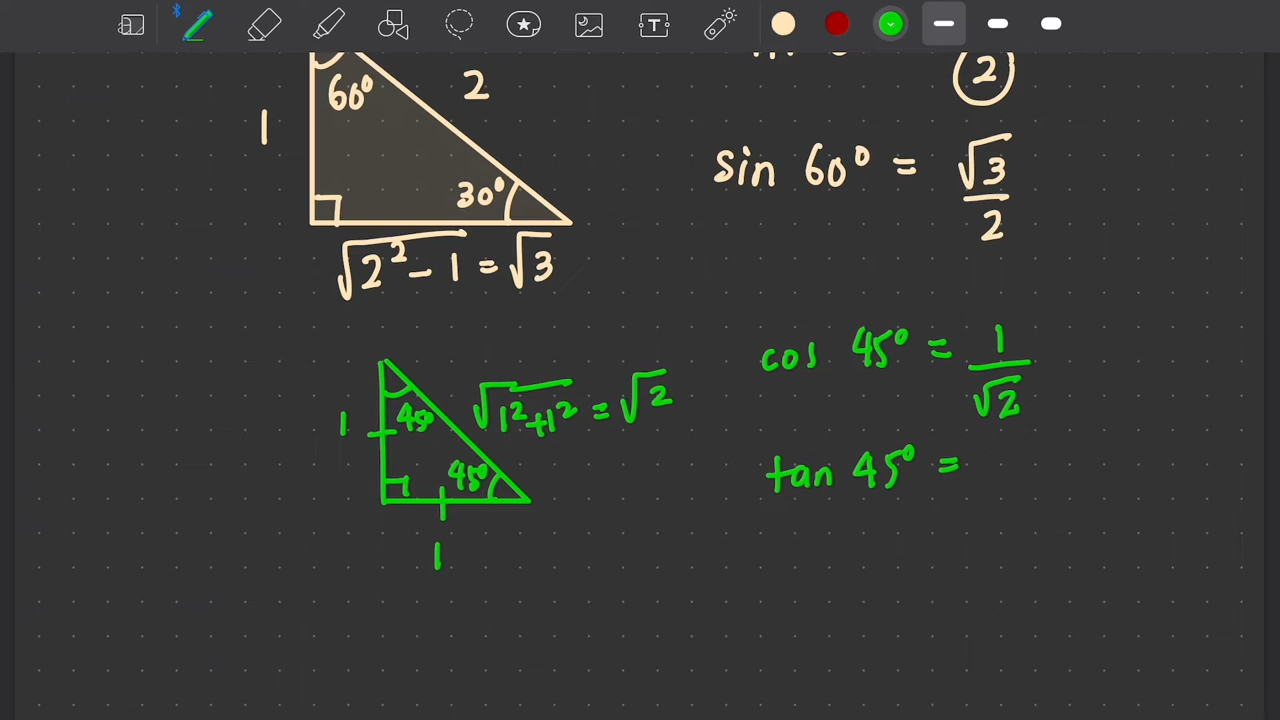 60° 2
1
30°
√2² - 1 = √3
2
sin 60° = √3/2
45°
1
√1²+1² = √2
45°
1
cos 45° = 1/√2
tan 45° =